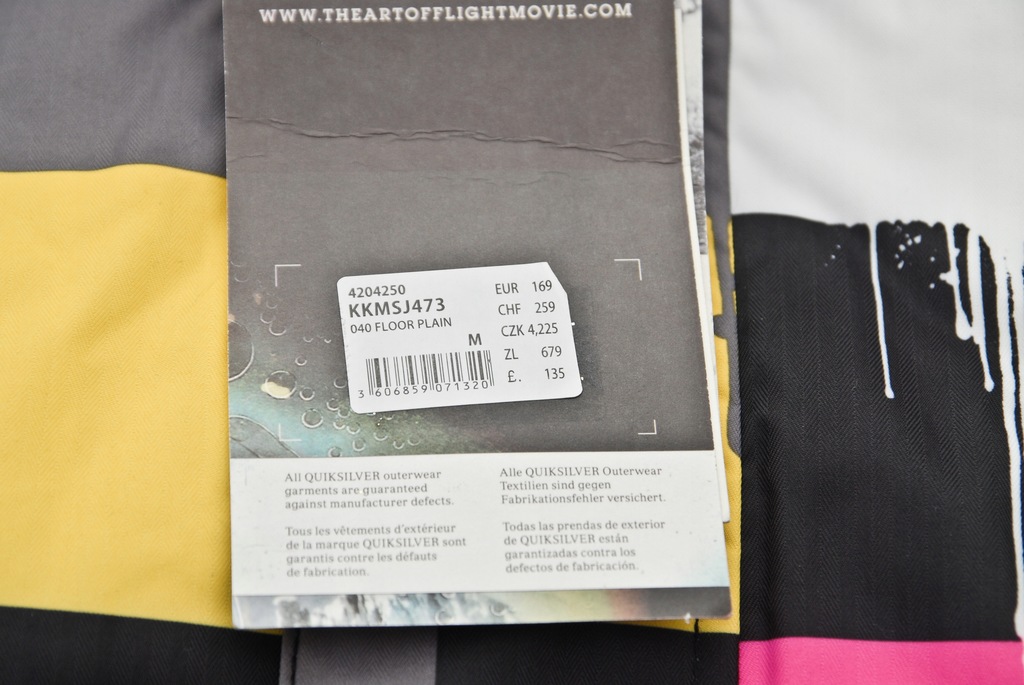 WWW.THEARTOFFLIGHTMOVIE.COM
4204250
KKMSJ473
040 FLOOR PLAIN
M
3 606859 071320
EUR 169
CHF 259
CZK 4,225
ZL 679
£. 135
All QUIKSILVER outerwear
garments are guaranteed
against manufacturer defects.
Tous les vêtements d'extérieur
de la marque QUIKSILVER sont
garantis contre les défauts
de fabrication.
Alle QUIKSILVER Outerwear
Textilien sind gegen
Fabrikationsfehler versichert.
Todas las prendas de exterior
de QUIKSILVER están
garantizadas contra los
defectos de fabricación.